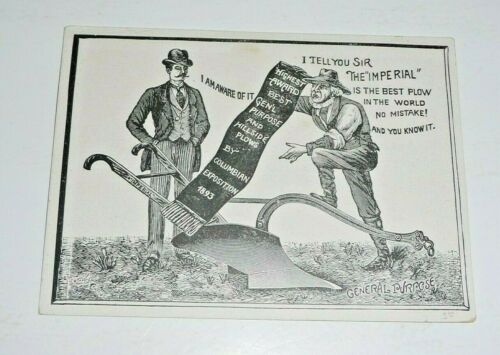 I TELL YOU SIR
THE "IMPERIAL"
IS THE BEST PLOW
IN THE WORLD
NO MISTAKE!
AND YOU KNOW IT.
I AM AWARE OF IT
HIGHEST
AWARD
BEST
GEN'L
PURPOSE
AND
HILLSIDE
PLOWS
BY
COLUMBIAN
EXPOSITION
1893
GENERAL PURPOSE